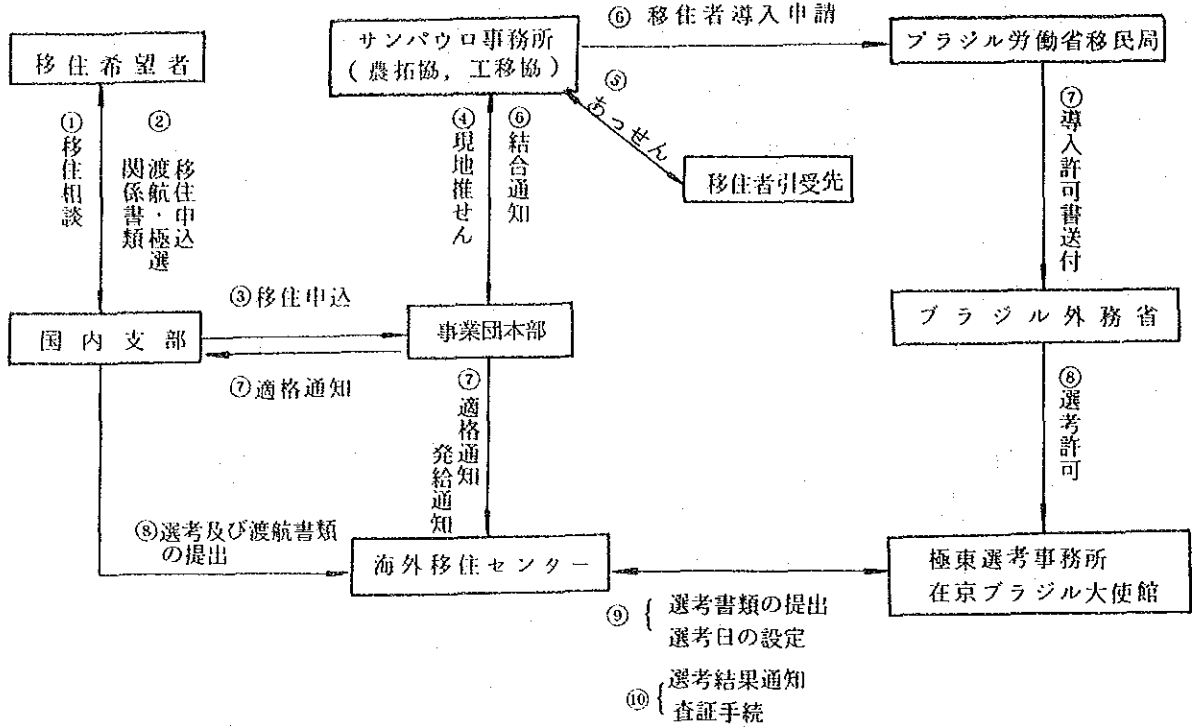 移住希望者
サンパウロ事務所
(農拓協,工移協)
⑥ 移住者導入申請
ブラジル労働省移民局
①移住相談
②
移住申込
渡航・極選
関係書類
④現地推せん
⑥結合通知
⑤
あっせん
移住者引受先
⑦導入許可書送付
③移住申込
国内支部
事業団本部
ブラジル外務省
⑦適格通知
⑦適格通知
発給通知
⑧選考許可
⑧選考及び渡航書類
の提出
海外移住センター
極東選考事務所
在京ブラジル大使館
⑨ { 選考書類の提出
選考日の設定
⑩ { 選考結果通知
査証手続